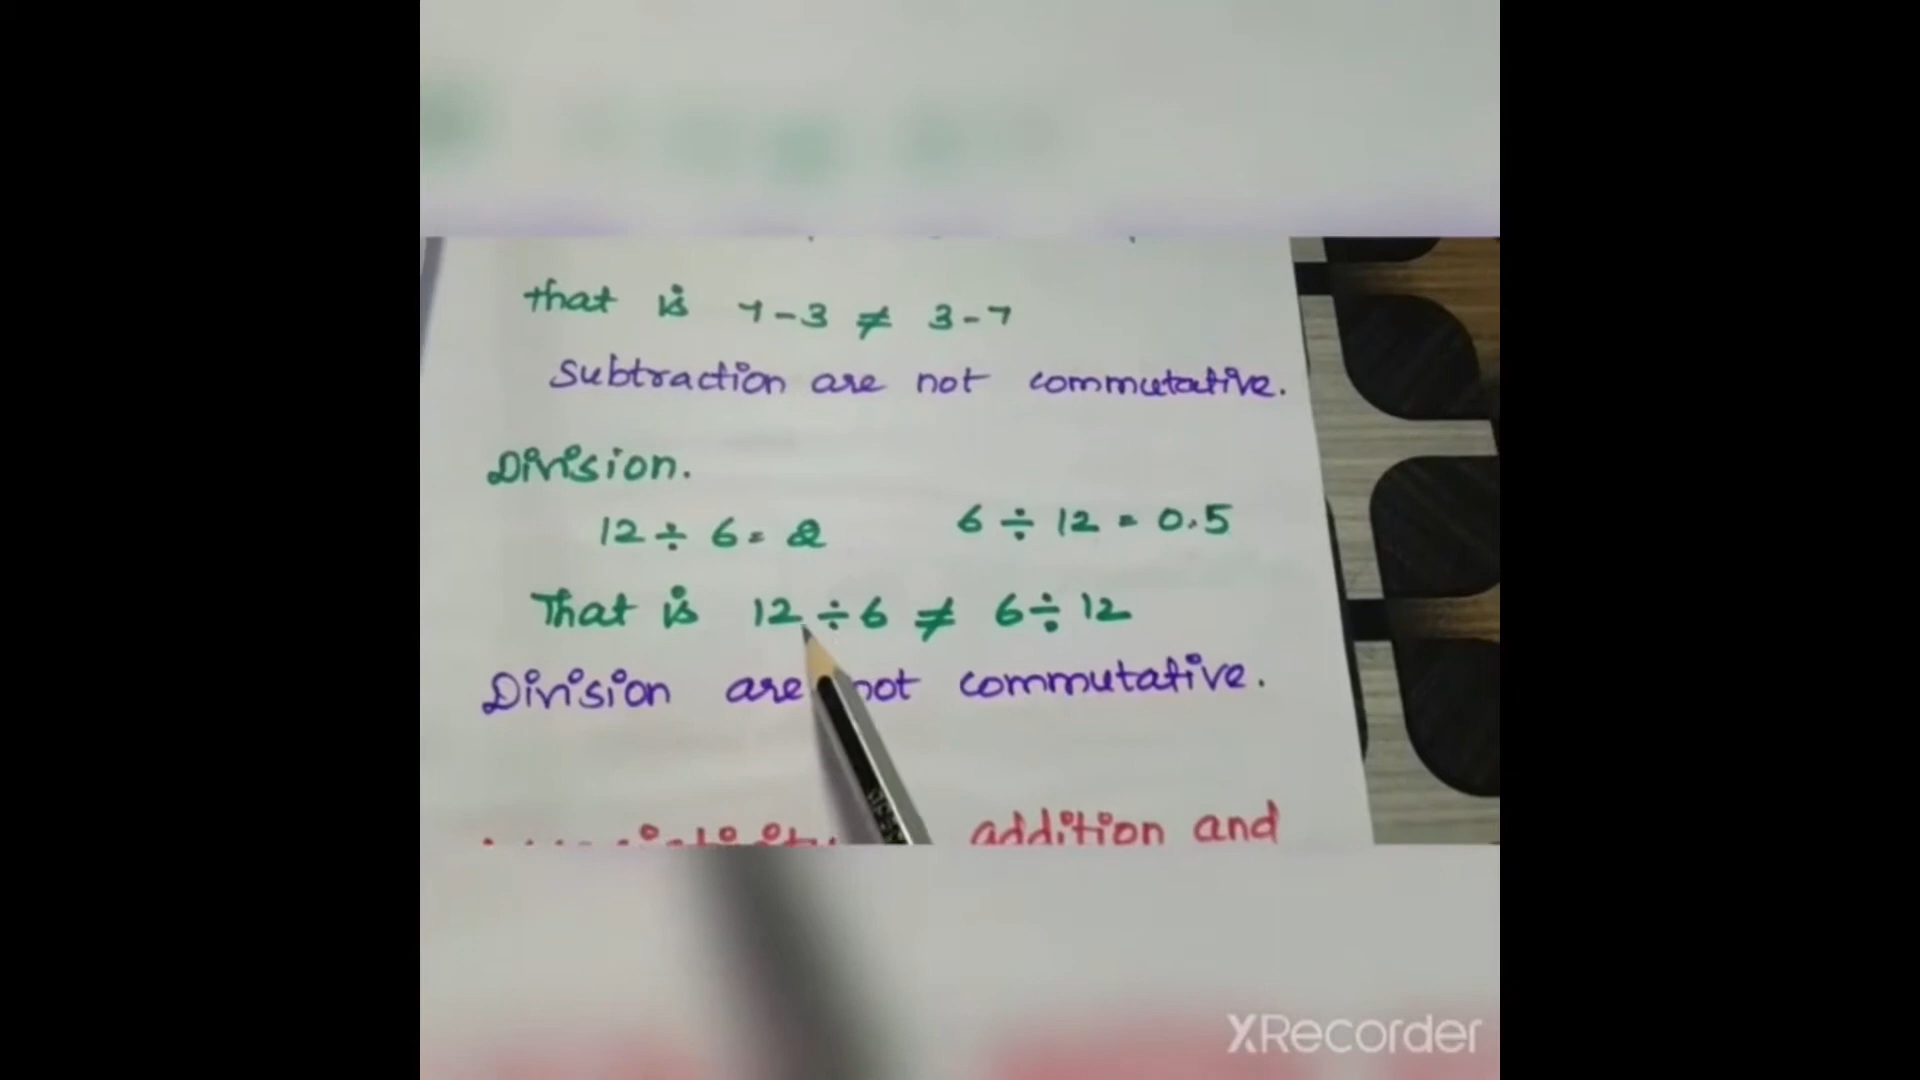 that is 7-3 ≠ 3-7
Subtraction are not commutative.
Division.
12 ÷ 6 = 2 6 ÷ 12 = 0.5
That is 12 ÷ 6 ≠ 6 ÷ 12
Division are not commutative.
addition and
XRecorder